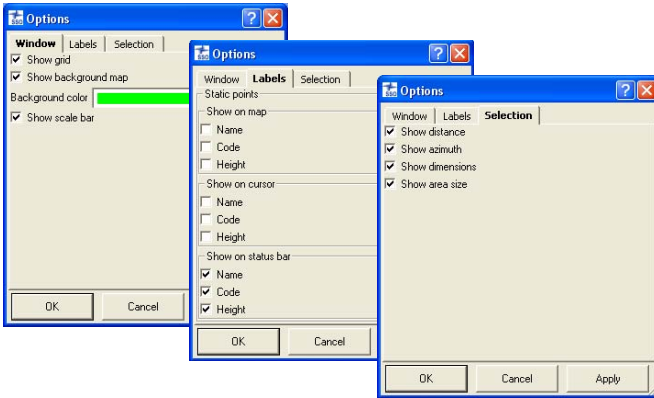 Options
Window Labels Selection
Show grid
Show background map
Background color
Show scale bar
OK Cancel
Options
Window Labels Selection
Static points
Show on map
Name
Code
Height
Show on cursor
Name
Code
Height
Show on status bar
Name
Code
Height
OK Cancel
Options
Window Labels Selection
Show distance
Show azimuth
Show dimensions
Show area size
OK Cancel Apply